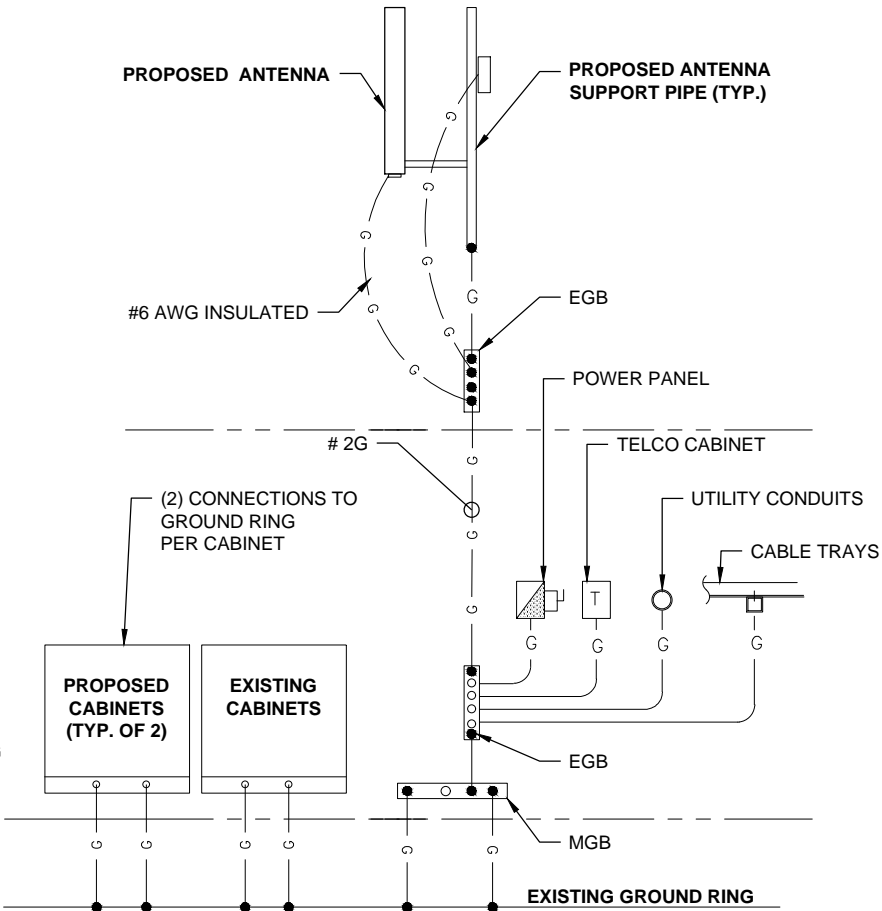 PROPOSED ANTENNA
PROPOSED ANTENNA
SUPPORT PIPE (TYP.)
G
G
G
G
G
G
#6 AWG INSULATED
G
EGB
G
G
G
POWER PANEL
# 2G
G
TELCO CABINET
(2) CONNECTIONS TO
GROUND RING
PER CABINET
UTILITY CONDUITS
G
CABLE TRAYS
T
G
G
G
G
G
PROPOSED
CABINETS
(TYP. OF 2)
EXISTING
CABINETS
EGB
MGB
G
G
G
G
G
G
EXISTING GROUND RING